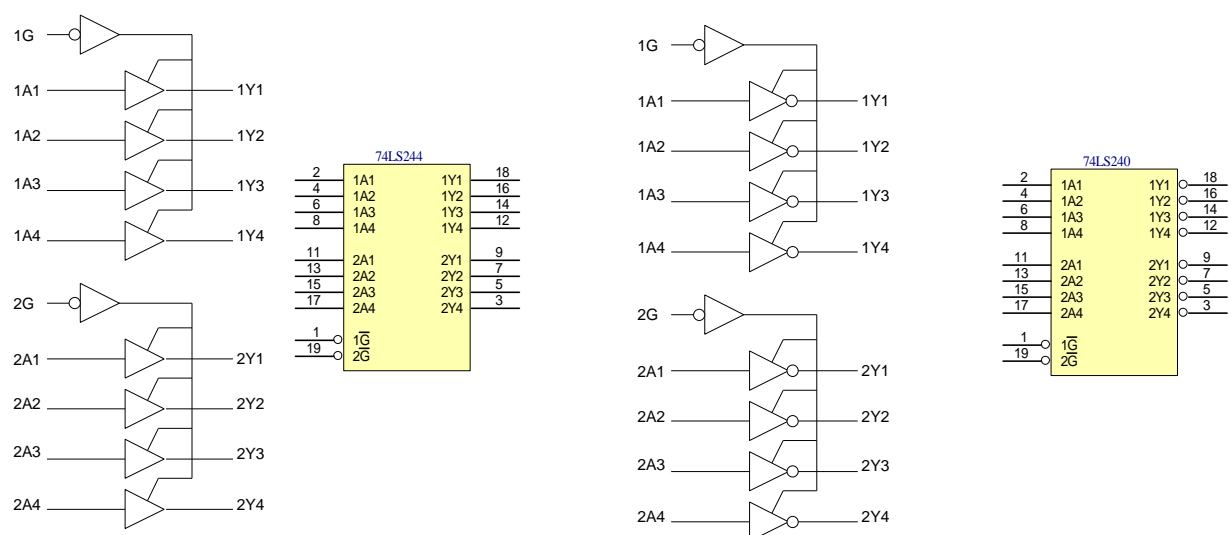 1G
1A1 1Y1
1A2 1Y2
1A3 1Y3
1A4 1Y4
2G
2A1 2Y1
2A2 2Y2
2A3 2Y3
2A4 2Y4
74LS244
2 1A1 1Y1 18
4 1A2 1Y2 16
6 1A3 1Y3 14
8 1A4 1Y4 12
11 2A1 2Y1 9
13 2A2 2Y2 7
15 2A3 2Y3 5
17 2A4 2Y4 3
1 1G̅
19 2G̅
1G
1A1 1Y1
1A2 1Y2
1A3 1Y3
1A4 1Y4
2G
2A1 2Y1
2A2 2Y2
2A3 2Y3
2A4 2Y4
74LS240
2 1A1 1Y1 18
4 1A2 1Y2 16
6 1A3 1Y3 14
8 1A4 1Y4 12
11 2A1 2Y1 9
13 2A2 2Y2 7
15 2A3 2Y3 5
17 2A4 2Y4 3
1 1G̅
19 2G̅